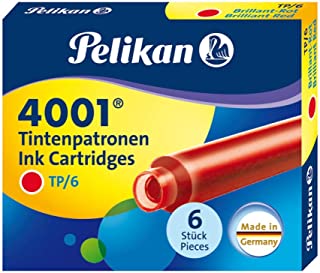 TP/6
Brillant-Rot
Brilliant Red
Pelikan
4001®
Tintenpatronen
Ink Cartridges
TP/6
6
Stück
Pieces
Made in
Germany